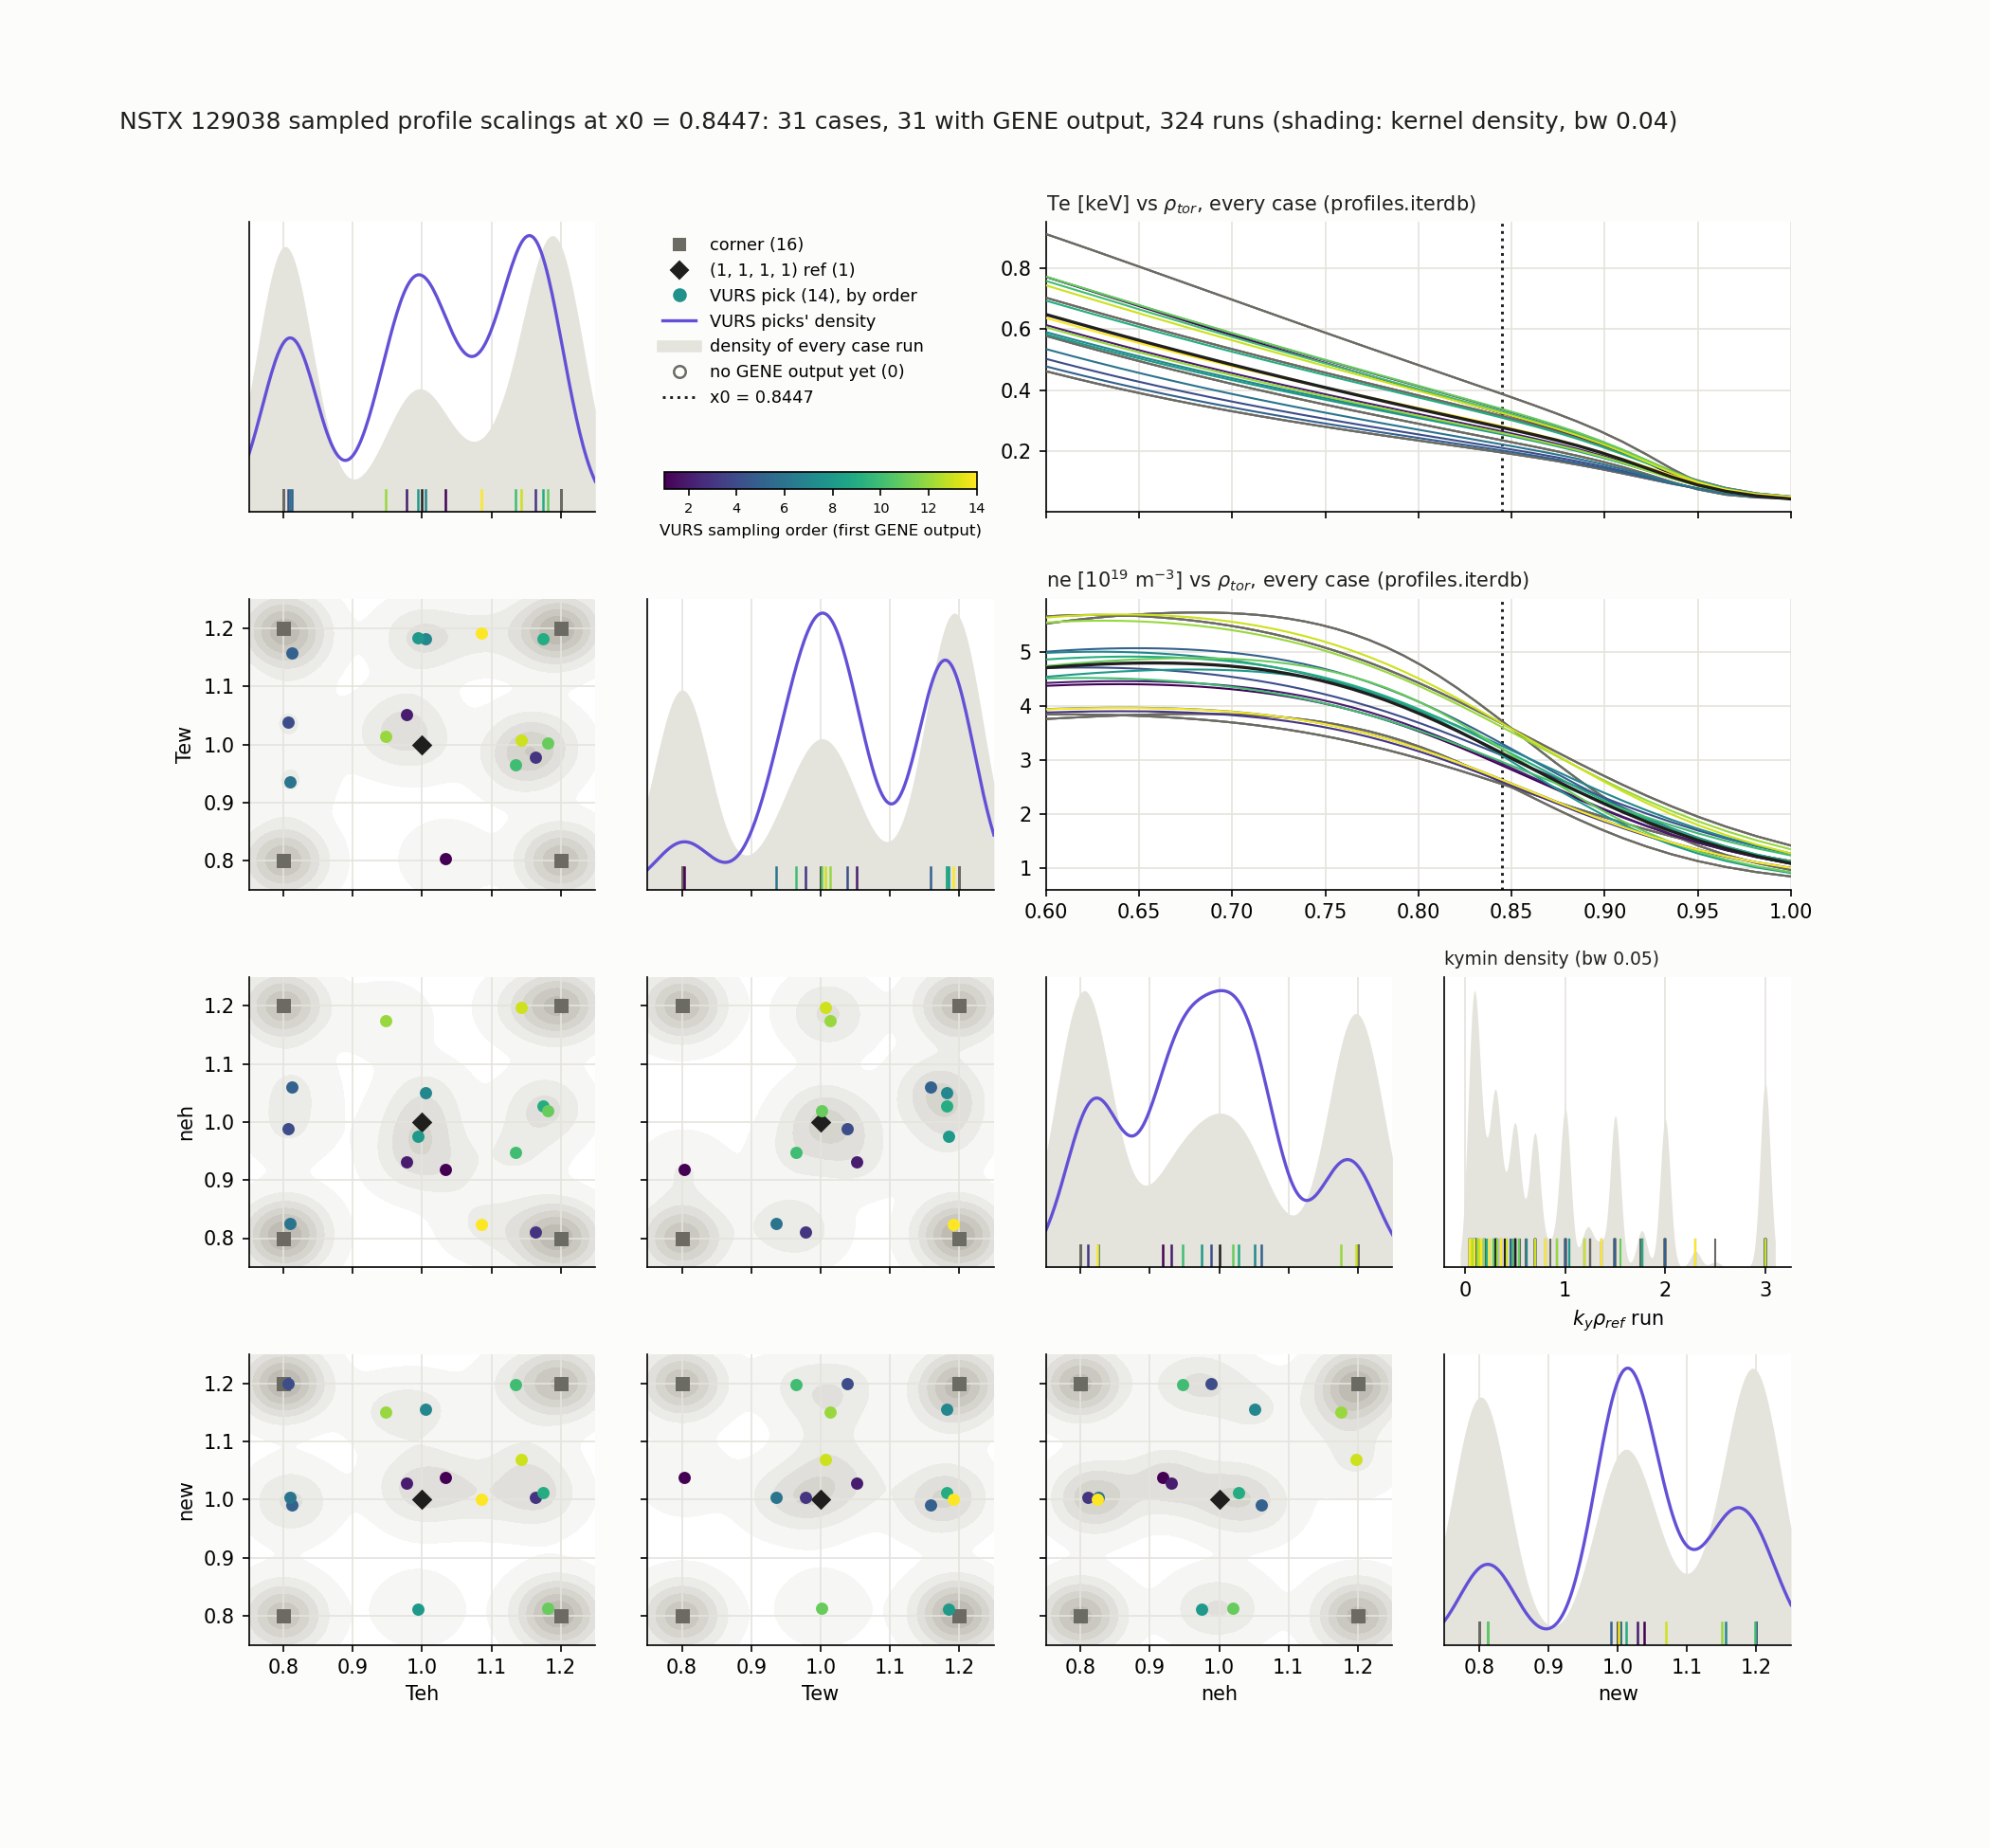 NSTX 129038 sampled profile scalings at x0 = 0.8447: 31 cases, 31 with GENE output, 324 runs (shading: kernel density, bw 0.04)
corner (16)
(1, 1, 1, 1) ref (1)
VURS pick (14), by order
VURS picks' density
density of every case run
no GENE output yet (0)
x0 = 0.8447
2 4 6 8 10 12 14
VURS sampling order (first GENE output)
Te [keV] vs ρtor, every case (profiles.iterdb)
0.8
0.6
0.4
0.2
1.2
1.1
1.0
0.9
0.8
Tew
ne [10¹⁹ m⁻³] vs ρtor, every case (profiles.iterdb)
5
4
3
2
1
0.60 0.65 0.70 0.75 0.80 0.85 0.90 0.95 1.00
1.2
1.1
1.0
0.9
0.8
neh
kymin density (bw 0.05)
0 1 2 3
kyρref run
1.2
1.1
1.0
0.9
0.8
new
0.8 0.9 1.0 1.1 1.2
Teh
0.8 0.9 1.0 1.1 1.2
Tew
0.8 0.9 1.0 1.1 1.2
neh
0.8 0.9 1.0 1.1 1.2
new